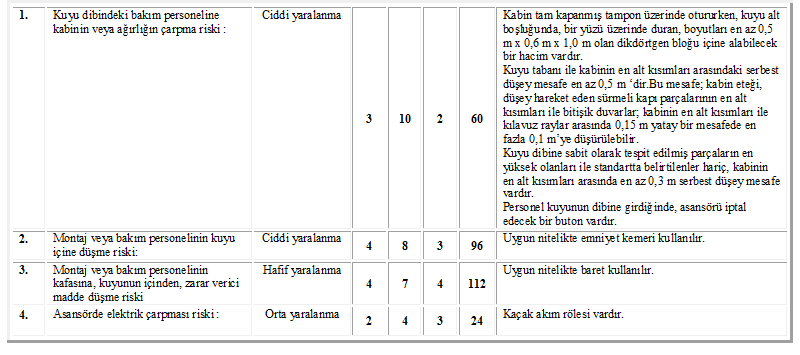 1. Kuyu dibindeki bakım personeline
kabinin veya ağırlığın çarpma riski :
Ciddi yaralanma
3 10 2 60
Kabin tam kapanmış tampon üzerinde otururken, kuyu alt
boşluğunda, bir yüzü üzerinde duran, boyutları en az 0,5
m x 0,6 m x 1,0 m olan dikdörtgen bloğu içine alabilecek
bir hacim vardır.
Kuyu tabanı ile kabinin en alt kısımları arasındaki serbest
düşey mesafe en az 0,5 m ‘dir.Bu mesafe; kabin eteği,
düşey hareket eden sürmeli kapı parçalarının en alt
kısımları ile bitişik duvarlar; kabinin en alt kısımları ile
kılavuz raylar arasında 0,15 m yatay bir mesafede en
fazla 0,1 m’ye düşürülebilir.
Kuyu dibine sabit olarak tespit edilmiş parçaların en
yüksek olanları ile standartta belirtilenler hariç, kabinin
en alt kısımları arasında en az 0,3 m serbest düşey mesafe
vardır.
Personel kuyunun dibine girdiğinde, asansörü iptal
edecek bir buton vardır.
2. Montaj veya bakım personelinin kuyu
içine düşme riski:
Ciddi yaralanma
4 8 3 96
Uygun nitelikte emniyet kemeri kullanılır.
3. Montaj veya bakım personelinin
kafasına, kuyunun içinden, zarar verici
madde düşme riski
Hafif yaralanma
4 7 4 112
Uygun nitelikte baret kullanılır.
4. Asansörde elektrik çarpması riski :
Orta yaralanma
2 4 3 24
Kaçak akım rölesi vardır.